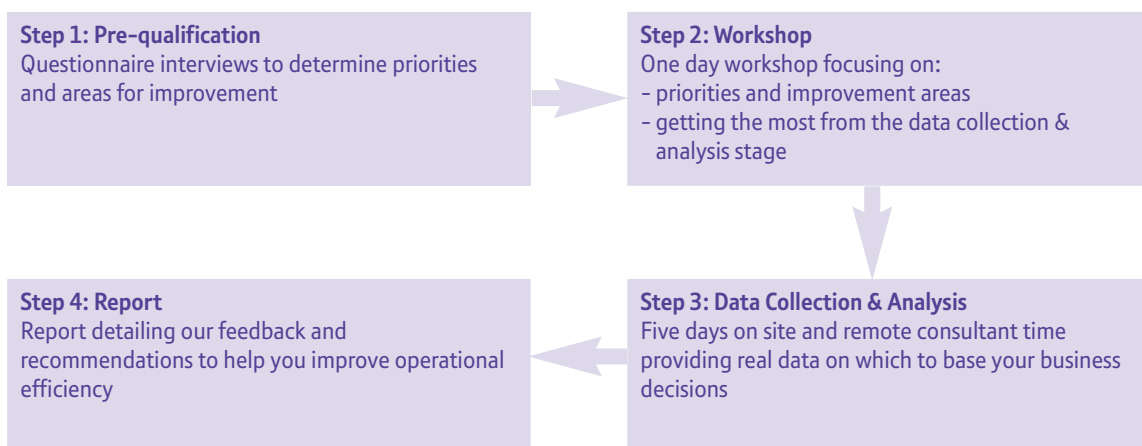 Step 1: Pre-qualification
Questionnaire interviews to determine priorities
and areas for improvement
Step 2: Workshop
One day workshop focusing on:
- priorities and improvement areas
- getting the most from the data collection &
analysis stage
Step 3: Data Collection & Analysis
Five days on site and remote consultant time
providing real data on which to base your business
decisions
Step 4: Report
Report detailing our feedback and
recommendations to help you improve operational
efficiency